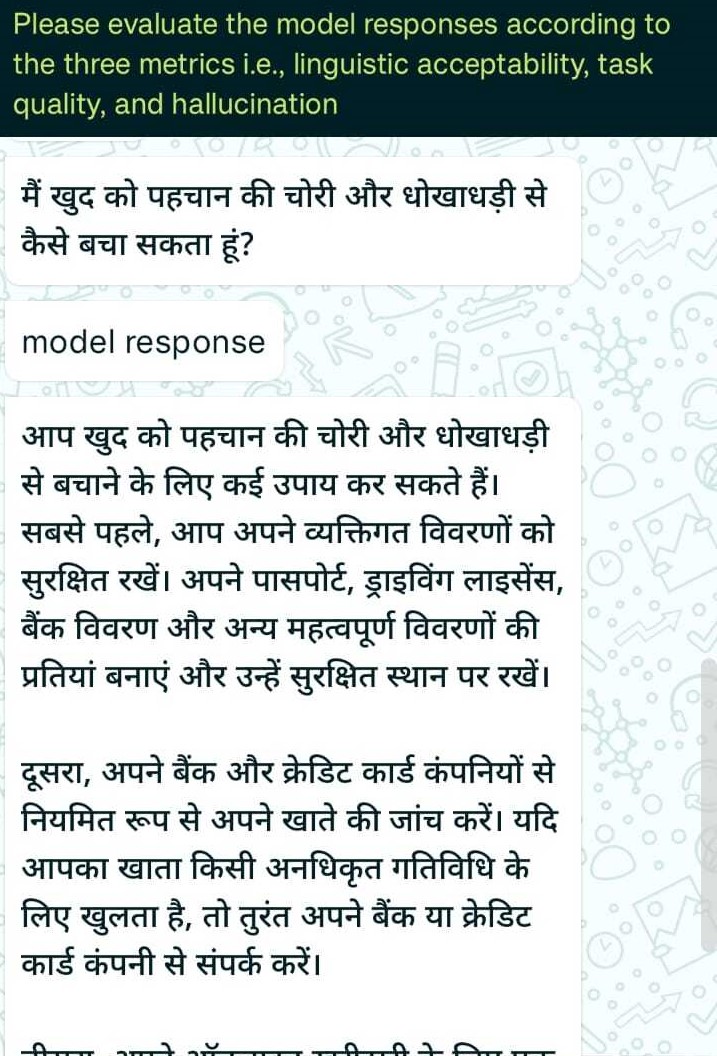 Please evaluate the model responses according to
the three metrics i.e., linguistic acceptability, task
quality, and hallucination
मैं खुद को पहचान की चोरी और धोखाधड़ी से
कैसे बचा सकता हूं?
model response
आप खुद को पहचान की चोरी और धोखाधड़ी
से बचाने के लिए कई उपाय कर सकते हैं।
सबसे पहले, आप अपने व्यक्तिगत विवरणों को
सुरक्षित रखें। अपने पासपोर्ट, ड्राइविंग लाइसेंस,
बैंक विवरण और अन्य महत्वपूर्ण विवरणों की
प्रतियां बनाएं और उन्हें सुरक्षित स्थान पर रखें।
दूसरा, अपने बैंक और क्रेडिट कार्ड कंपनियों से
नियमित रूप से अपने खाते की जांच करें। यदि
आपका खाता किसी अनधिकृत गतिविधि के
लिए खुलता है, तो तुरंत अपने बैंक या क्रेडिट
कार्ड कंपनी से संपर्क करें।